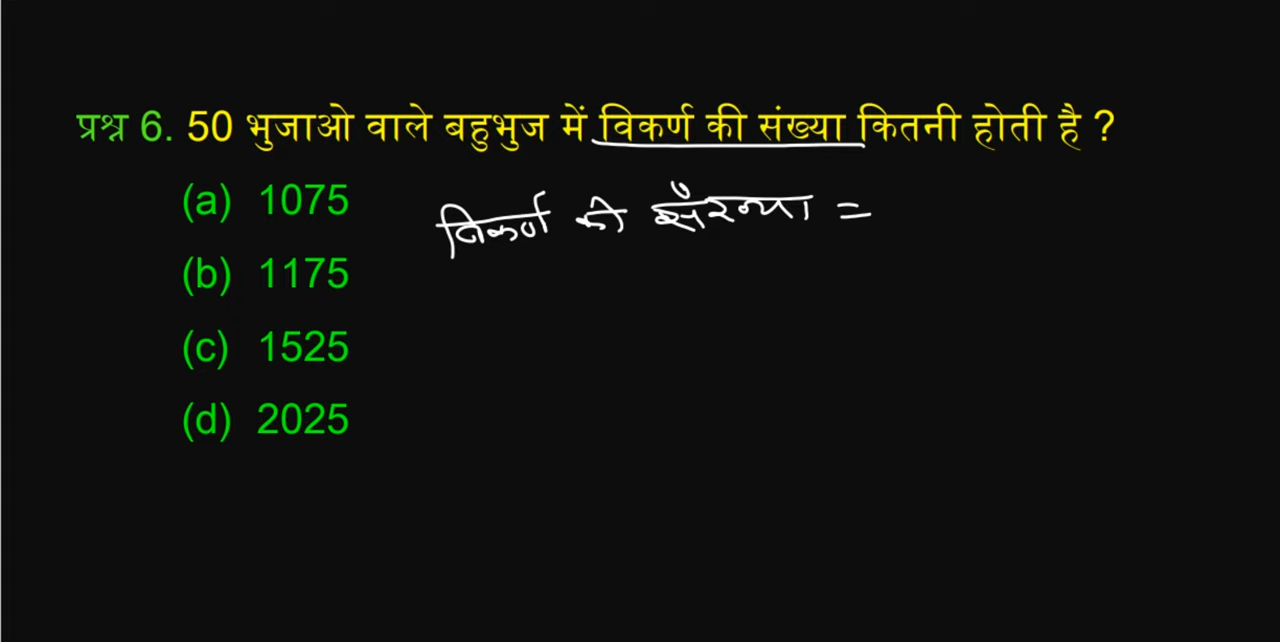 प्रश्न 6. 50 भुजाओ वाले बहुभुज में विकर्ण की संख्या कितनी होती है ?
(a) 1075
विकर्ण की संख्या =
(b) 1175
(c) 1525
(d) 2025